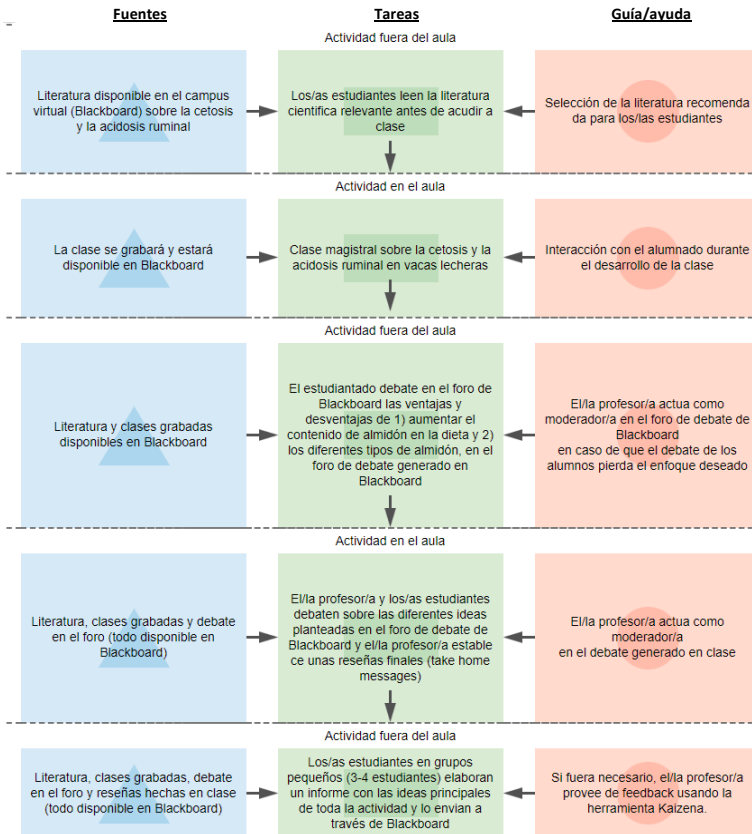 Fuentes
Tareas
Guía/ayuda
Actividad fuera del aula
Literatura disponible en el campus
virtual (Blackboard) sobre la cetosis
y la acidosis ruminal
Los/as estudiantes leen la literatura
cientifica relevante antes de acudir a
clase
Selección de la literatura recomenda
da para los/las estudiantes
Actividad en el aula
La clase se grabará y estará
disponible en Blackboard
Clase magistral sobre la cetosis y la
acidosis ruminal en vacas lecheras
Interacción con el alumnado durante
el desarrollo de la clase
Actividad fuera del aula
Literatura y clases grabadas
disponibles en Blackboard
El estudiantado debate en el foro de
Blackboard las ventajas y
desventajas de 1) aumentar el
contenido de almidón en la dieta y 2)
los diferentes tipos de almidón, en el
foro de debate generado en
Blackboard
El/la profesor/a actua como
moderador/a en el foro de debate de
Blackboard
en caso de que el debate de los
alumnos pierda el enfoque deseado
Actividad en el aula
Literatura, clases grabadas y debate
en el foro (todo disponible en
Blackboard)
El/la profesor/a y los/as estudiantes
debaten sobre las diferentes ideas
planteadas en el foro de debate de
Blackboard y el/la profesor/a estable
ce unas reseñas finales (take home
messages)
El/la profesor/a actua como
moderador/a
en el debate generado en clase
Actividad fuera del aula
Literatura, clases grabadas, debate
en el foro y reseñas hechas en clase
(todo disponible en Blackboard)
Los/as estudiantes en grupos
pequeños (3-4 estudiantes) elaboran
un informe con las ideas principales
de toda la actividad y lo envian a
través de Blackboard
Si fuera necesario, el/la profesor/a
provee de feedback usando la
herramienta Kaizena.